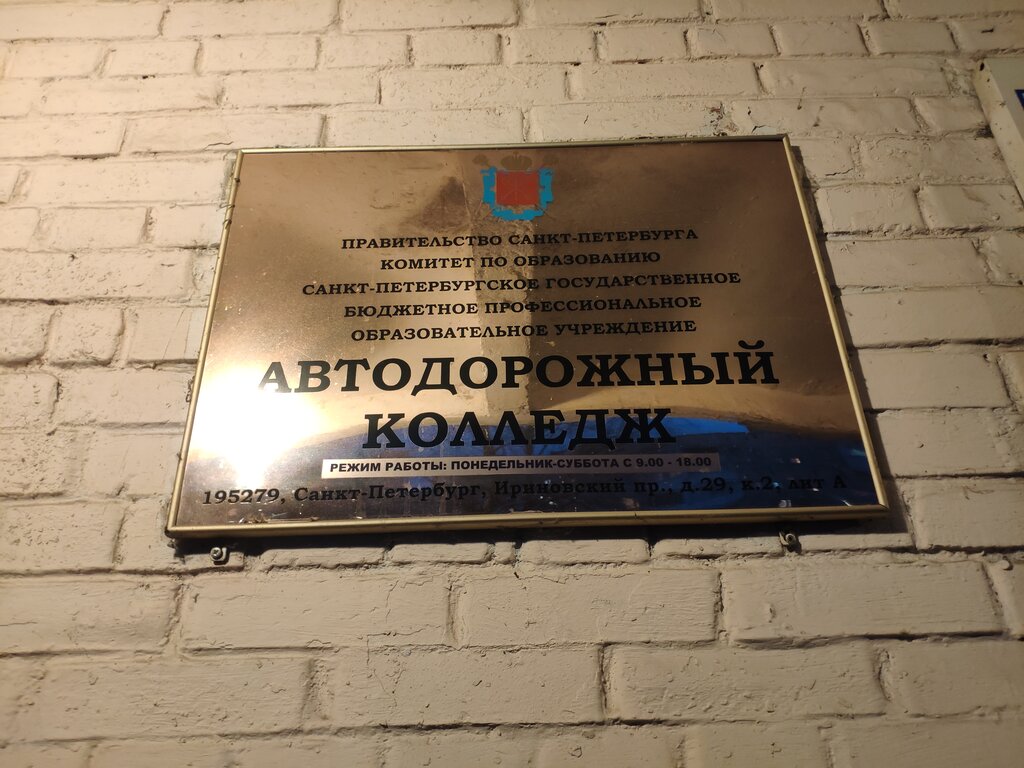 ПРАВИТЕЛЬСТВО САНКТ-ПЕТЕРБУРГА
КОМИТЕТ ПО ОБРАЗОВАНИЮ
САНКТ-ПЕТЕРБУРГСКОЕ ГОСУДАРСТВЕННОЕ
БЮДЖЕТНОЕ ПРОФЕССИОНАЛЬНОЕ
ОБРАЗОВАТЕЛЬНОЕ УЧРЕЖДЕНИЕ
АВТОДОРОЖНЫЙ
КОЛЛЕДЖ
РЕЖИМ РАБОТЫ: ПОНЕДЕЛЬНИК-СУББОТА С 9.00 - 18.00
195279, Санкт-Петербург, Ириновский пр., д.29, к.2, лит А